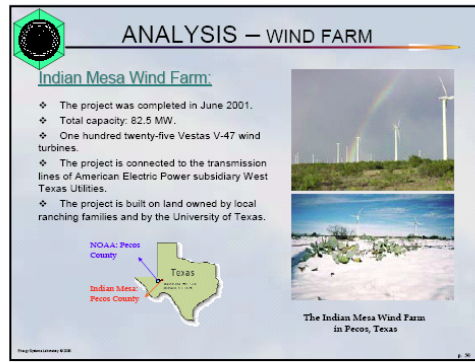 ANALYSIS – WIND FARM
Indian Mesa Wind Farm:
❖ The project was completed in June 2001.
❖ Total capacity: 82.5 MW.
❖ One hundred twenty-five Vestas V-47 wind
turbines.
❖ The project is connected to the transmission
lines of American Electric Power subsidiary West
Texas Utilities.
❖ The project is built on land owned by local
ranching families and by the University of Texas.
NOAA: Pecos
County
Texas
Indian Mesa:
Pecos County
The Indian Mesa Wind Farm
in Pecos, Texas
Energy Systems Laboratory ©